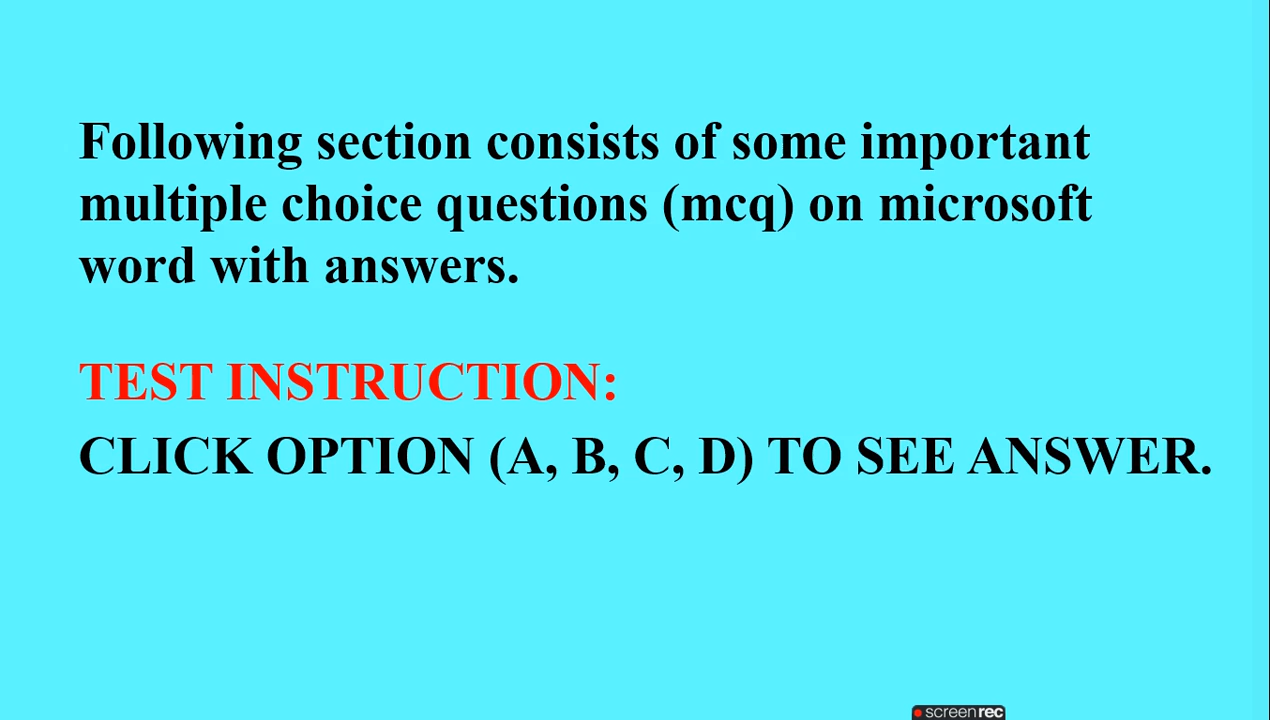 Following section consists of some important
multiple choice questions (mcq) on microsoft
word with answers.
TEST INSTRUCTION:
CLICK OPTION (A, B, C, D) TO SEE ANSWER.
screenrec